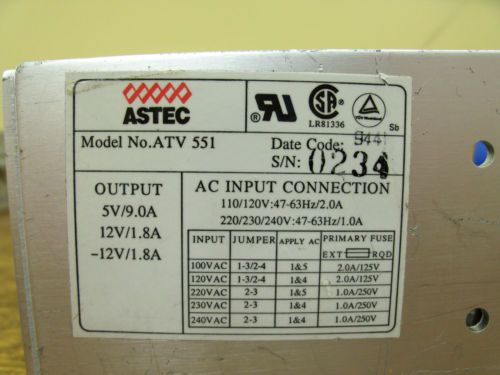 ASTEC
Model No.ATV 551
LR81336
Sb
Date Code: 944
S/N: 0234
OUTPUT
5V/9.0A
12V/1.8A
-12V/1.8A
AC INPUT CONNECTION
110/120V:47-63Hz/2.0A
220/230/240V:47-63Hz/1.0A
INPUT JUMPER APPLY AC PRIMARY FUSE
EXT RQD
100VAC 1-3/2-4 1&5 2.0A/125V
120VAC 1-3/2-4 1&4 2.0A/125V
220VAC 2-3 1&5 1.0A/250V
230VAC 2-3 1&4 1.0A/250V
240VAC 2-3 1&4 1.0A/250V